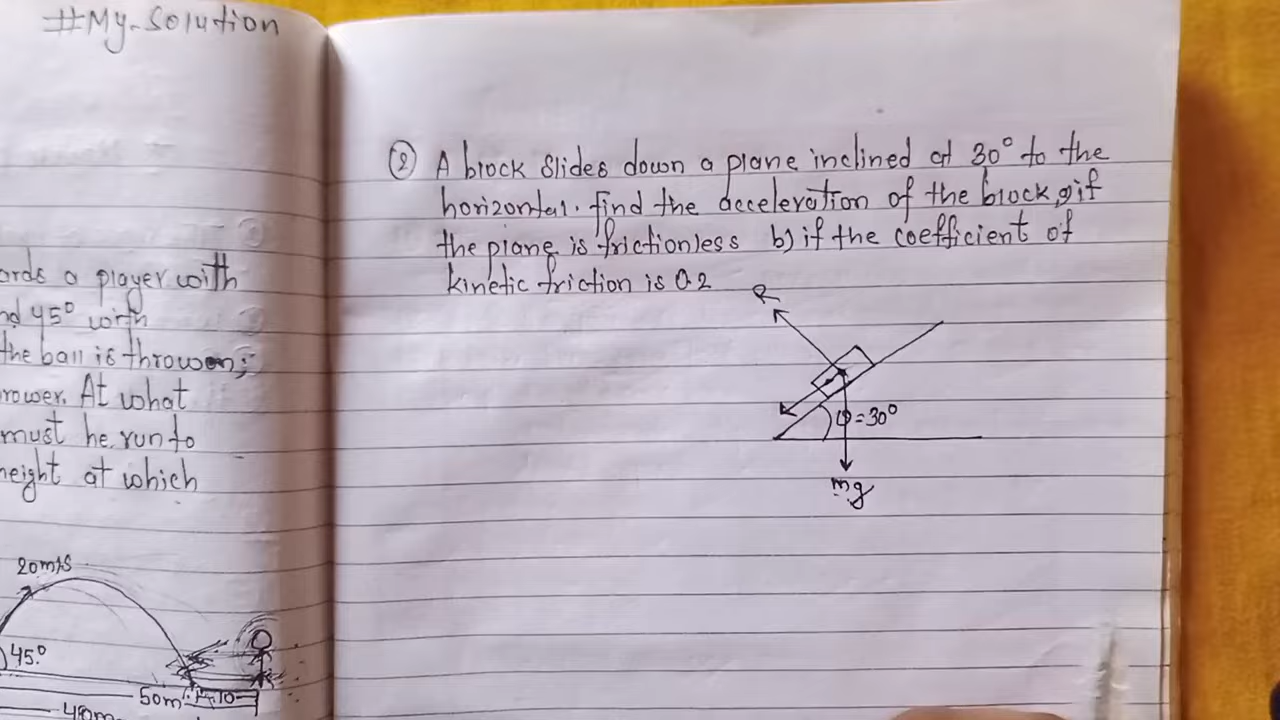 #My-Solution
ards a player with
nd 45° with
the ball is thrown;
rower. At what
must he run to
height at which
20m/s
45°
50m
10
② A block slides down a plane inclined at 30° to the
horizontal. find the acceleration of the block, a) if
the plane is frictionless b) if the coefficient of
kinetic friction is 0.2
R
φ=30°
mg